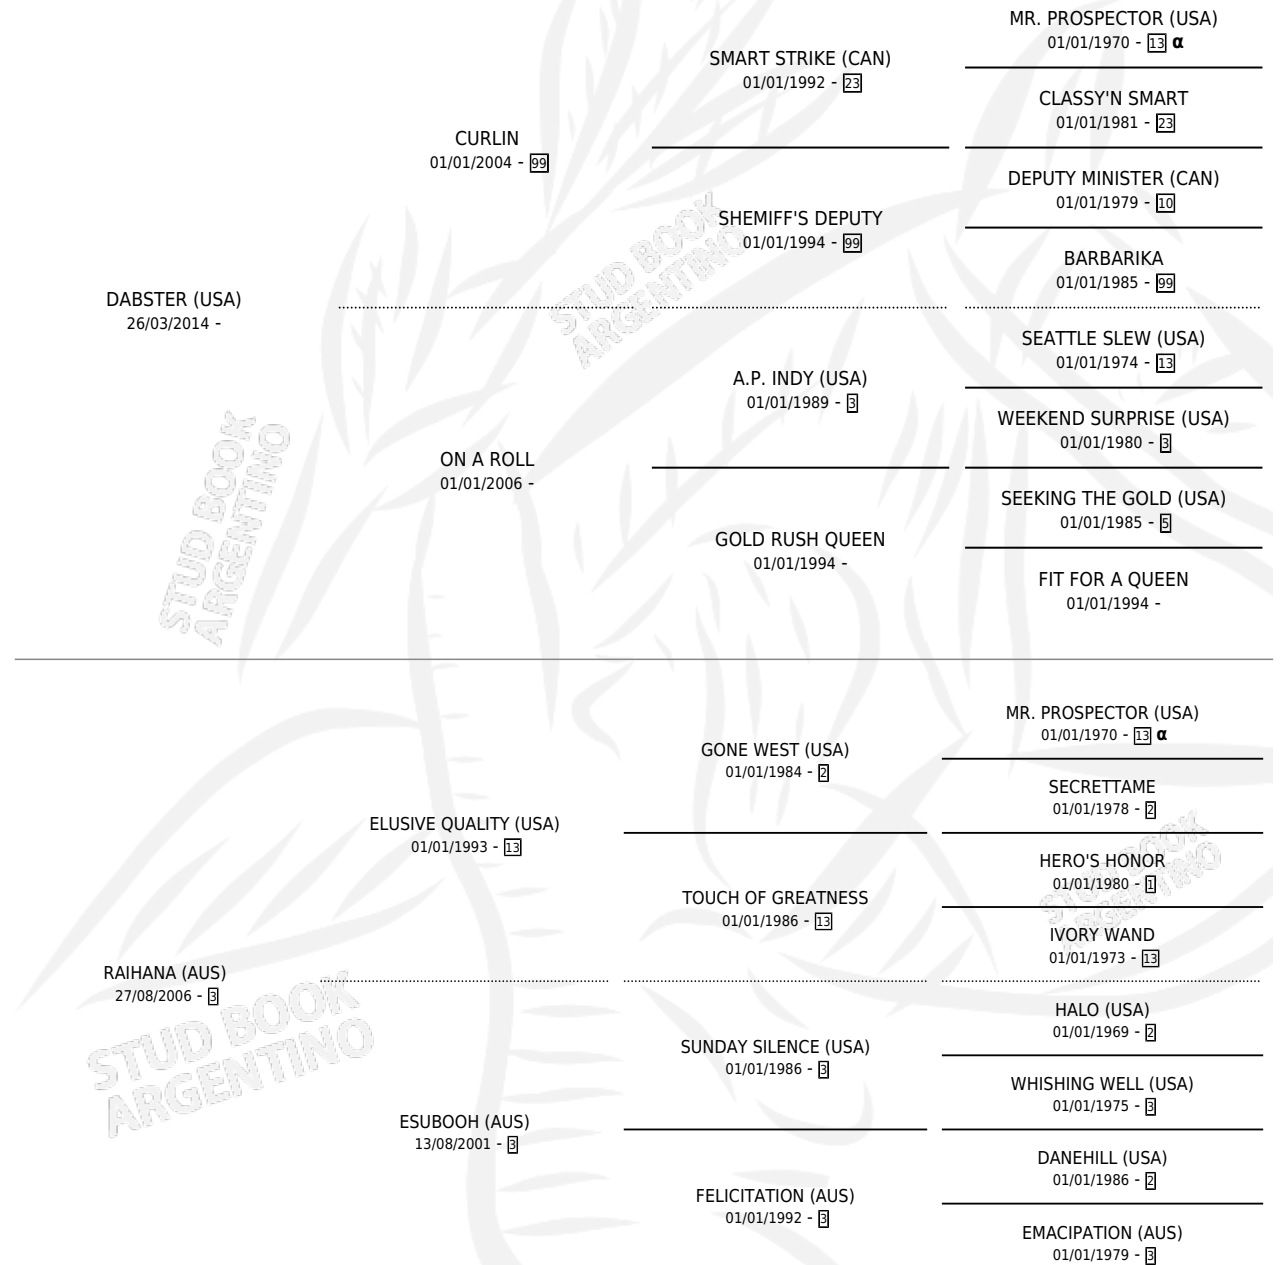 MR. PROSPECTOR (USA)
01/01/1970 - 13 α
SMART STRIKE (CAN)
01/01/1992 - 23
CLASSY'N SMART
01/01/1981 - 23
CURLIN
01/01/2004 - 99
DEPUTY MINISTER (CAN)
01/01/1979 - 10
SHEMIFF'S DEPUTY
01/01/1994 - 99
BARBARIKA
01/01/1985 - 99
DABSTER (USA)
26/03/2014 -
SEATTLE SLEW (USA)
01/01/1974 - 13
A.P. INDY (USA)
01/01/1989 - 3
WEEKEND SURPRISE (USA)
01/01/1980 - 3
ON A ROLL
01/01/2006 -
SEEKING THE GOLD (USA)
01/01/1985 - 5
GOLD RUSH QUEEN
01/01/1994 -
FIT FOR A QUEEN
01/01/1994 -
MR. PROSPECTOR (USA)
01/01/1970 - 13 α
GONE WEST (USA)
01/01/1984 - 2
SECRETTAME
01/01/1978 - 2
ELUSIVE QUALITY (USA)
01/01/1993 - 13
HERO'S HONOR
01/01/1980 - 1
TOUCH OF GREATNESS
01/01/1986 - 13
IVORY WAND
01/01/1973 - 13
RAIHANA (AUS)
27/08/2006 - 3
HALO (USA)
01/01/1969 - 2
SUNDAY SILENCE (USA)
01/01/1986 - 3
WHISHING WELL (USA)
01/01/1975 - 3
ESUBOOH (AUS)
13/08/2001 - 3
DANEHILL (USA)
01/01/1986 - 2
FELICITATION (AUS)
01/01/1992 - 3
EMACIPATION (AUS)
01/01/1979 - 3
STUD BOOK
ARGENTINO
STUD BOOK
ARGENTINO
STUD BOOK
ARGENTINO
STUD BOOK
ARGENTINO